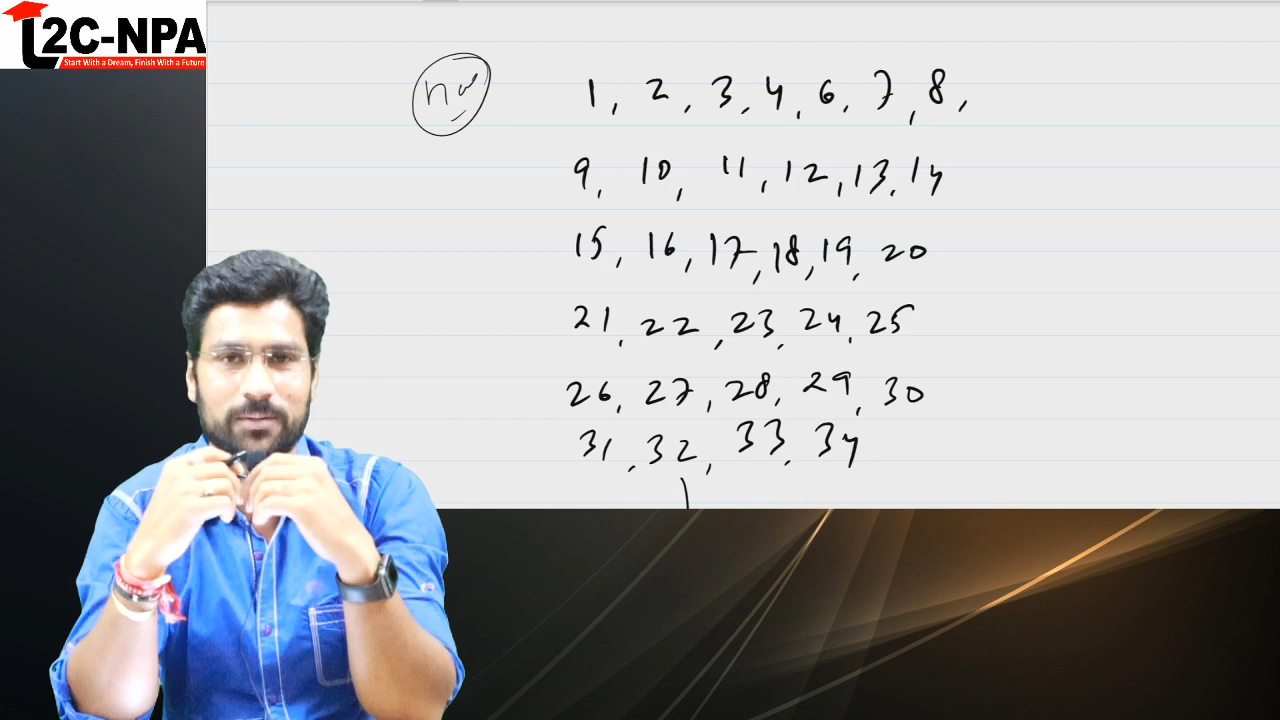 L2C-NPA
Start With a Dream, Finish With a Future
1, 2, 3, 4, 6, 7, 8,
9, 10, 11, 12, 13, 14
15, 16, 17, 18, 19, 20
21, 22, 23, 24, 25
26, 27, 28, 29, 30
31, 32, 33, 34